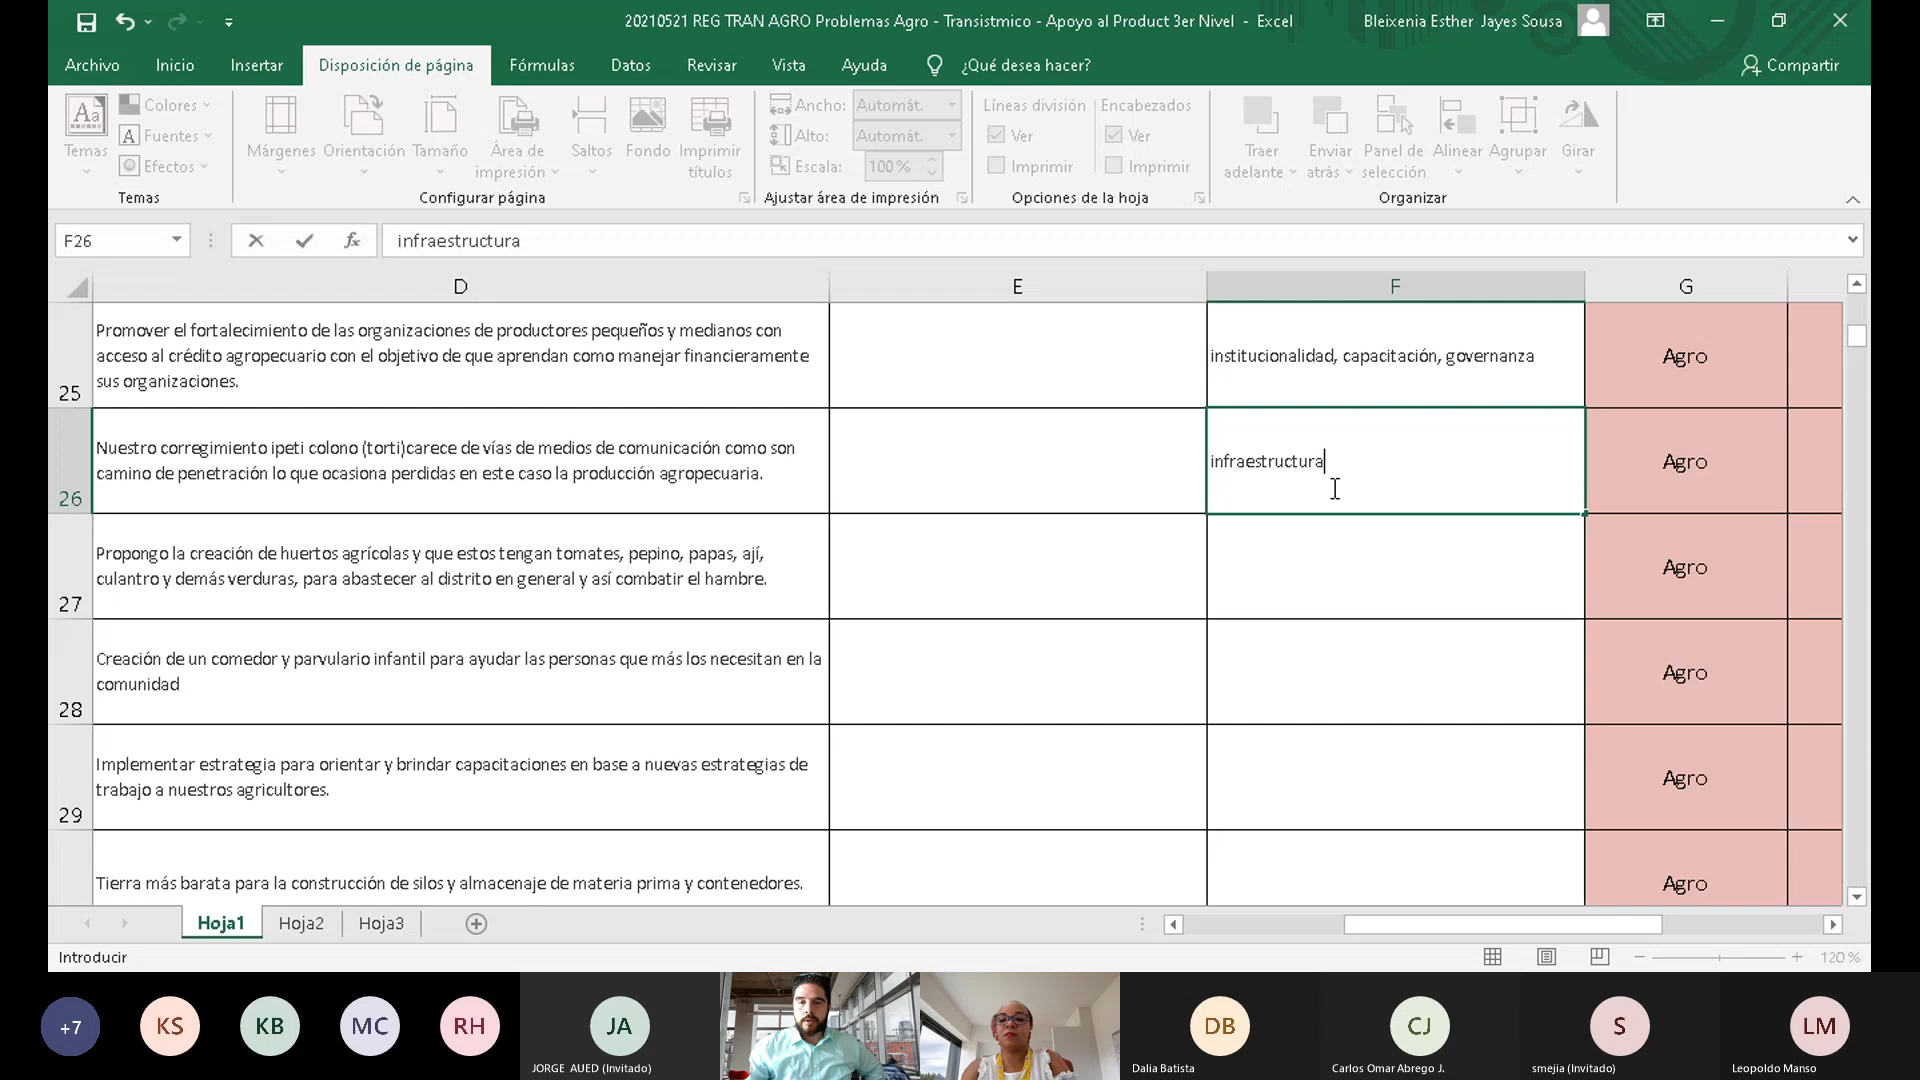 20210521 REG TRAN AGRO Problemas Agro - Transistmico - Apoyo al Product 3er Nivel - Excel
Bleixenia Esther Jayes Sousa
Archivo Inicio Insertar Disposición de página Fórmulas Datos Revisar Vista Ayuda ¿Qué desea hacer? Compartir
Temas
Colores
Fuentes
Efectos
Temas
Márgenes
Orientación
Tamaño
Área de
impresión
Saltos
Fondo
Imprimir
títulos
Configurar página
Ancho: Automát.
Alto: Automát.
Escala: 100 %
Ajustar área de impresión
Líneas división
Ver
Imprimir
Encabezados
Ver
Imprimir
Opciones de la hoja
Traer
adelante
Enviar
atrás
Panel de
selección
Alinear
Agrupar
Girar
Organizar
F26
fx
infraestructura
D E F G
25
Promover el fortalecimiento de las organizaciones de productores pequeños y medianos con
acceso al crédito agropecuario con el objetivo de que aprendan como manejar financieramente
sus organizaciones.
institucionalidad, capacitación, governanza
Agro
26
Nuestro corregimiento ipeti colono (torti)carece de vías de medios de comunicación como son
camino de penetración lo que ocasiona perdidas en este caso la producción agropecuaria.
infraestructura
Agro
27
Propongo la creación de huertos agrícolas y que estos tengan tomates, pepino, papas, ají,
culantro y demás verduras, para abastecer al distrito en general y así combatir el hambre.
Agro
28
Creación de un comedor y parvulario infantil para ayudar las personas que más los necesitan en la
comunidad
Agro
29
Implementar estrategia para orientar y brindar capacitaciones en base a nuevas estrategias de
trabajo a nuestros agricultores.
Agro
Tierra más barata para la construcción de silos y almacenaje de materia prima y contenedores.
Agro
Hoja1 Hoja2 Hoja3
Introducir
120 %
+7
KS
KB
MC
RH
JA
JORGE AUED (Invitado)
DB
Dalia Batista
CJ
Carlos Omar Abrego J.
S
smejia (Invitado)
LM
Leopoldo Manso